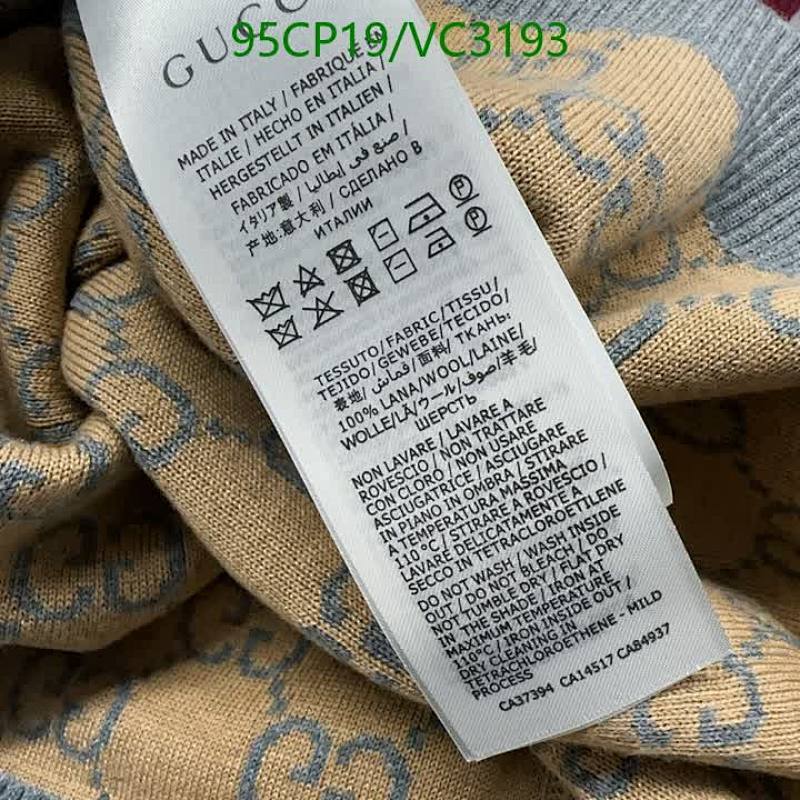 95CP19/VC3193
GUCCI
MADE IN ITALY / FABRIQUÉ EN
ITALIE / HECHO EN ITALIA /
HERGESTELLT IN ITALIEN /
FABRICADO EM ITÁLIA /
صنع في إيطاليا / СДЕЛАНО В
イタリア製 /
产地:意大利 / ИТАЛИИ
TESSUTO/FABRIC/TISSU/
TEJIDO/GEWEBE/TECIDO/
表地/ قماش/面料/ ТКАНЬ:
100% LANA/WOOL/LAINE/
WOLLE/LÃ/ウール/صوف/羊毛/
ШЕРСТЬ
NON LAVARE / LAVARE A
ROVESCIO / NON TRATTARE
CON CLORO / NON USARE
ASCIUGATRICE / ASCIUGARE
IN PIANO IN OMBRA / STIRARE
A TEMPERATURA MASSIMA
110°C / STIRARE A ROVESCIO /
LAVARE DELICATAMENTE A
SECCO IN TETRACLOROETILENE
DO NOT WASH / WASH INSIDE
OUT / DO NOT BLEACH / DO
NOT TUMBLE DRY / FLAT DRY
IN THE SHADE / IRON AT
MAXIMUM TEMPERATURE
110°C / IRON INSIDE OUT /
DRY CLEANING IN
TETRACHLOROETHENE - MILD
PROCESS
CA37394 CA14517 CA84937